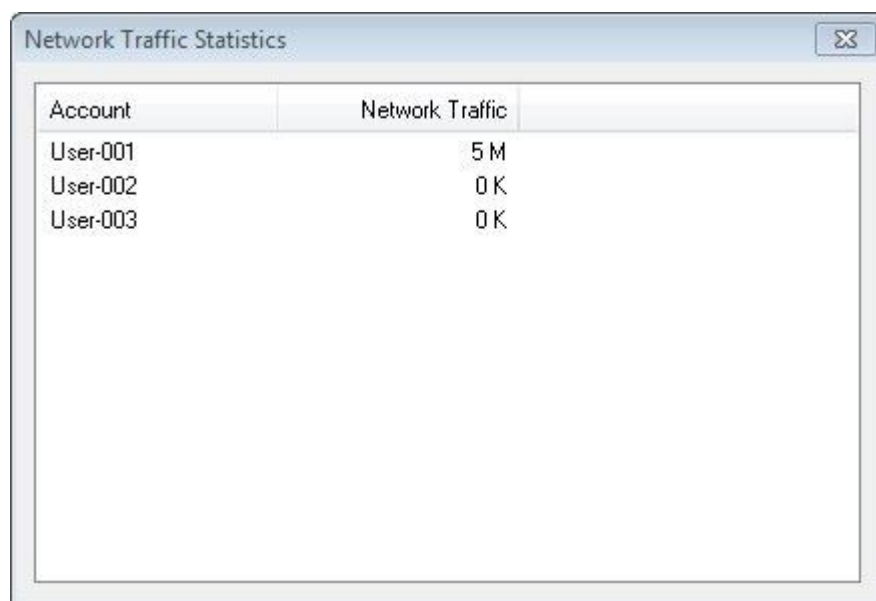 Network Traffic Statistics
Account Network Traffic
User-001 5 M
User-002 0 K
User-003 0 K